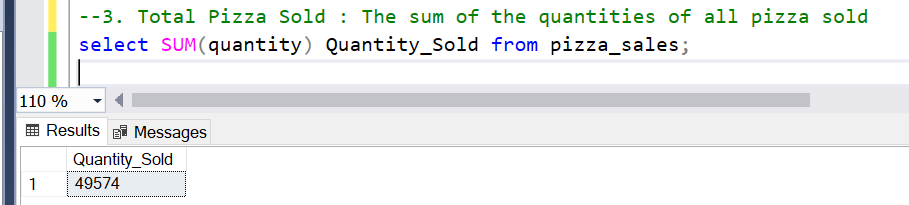 --3. Total Pizza Sold : The sum of the quantities of all pizza sold
select SUM(quantity) Quantity_Sold from pizza_sales;
110 %
Results Messages
Quantity_Sold
1 49574